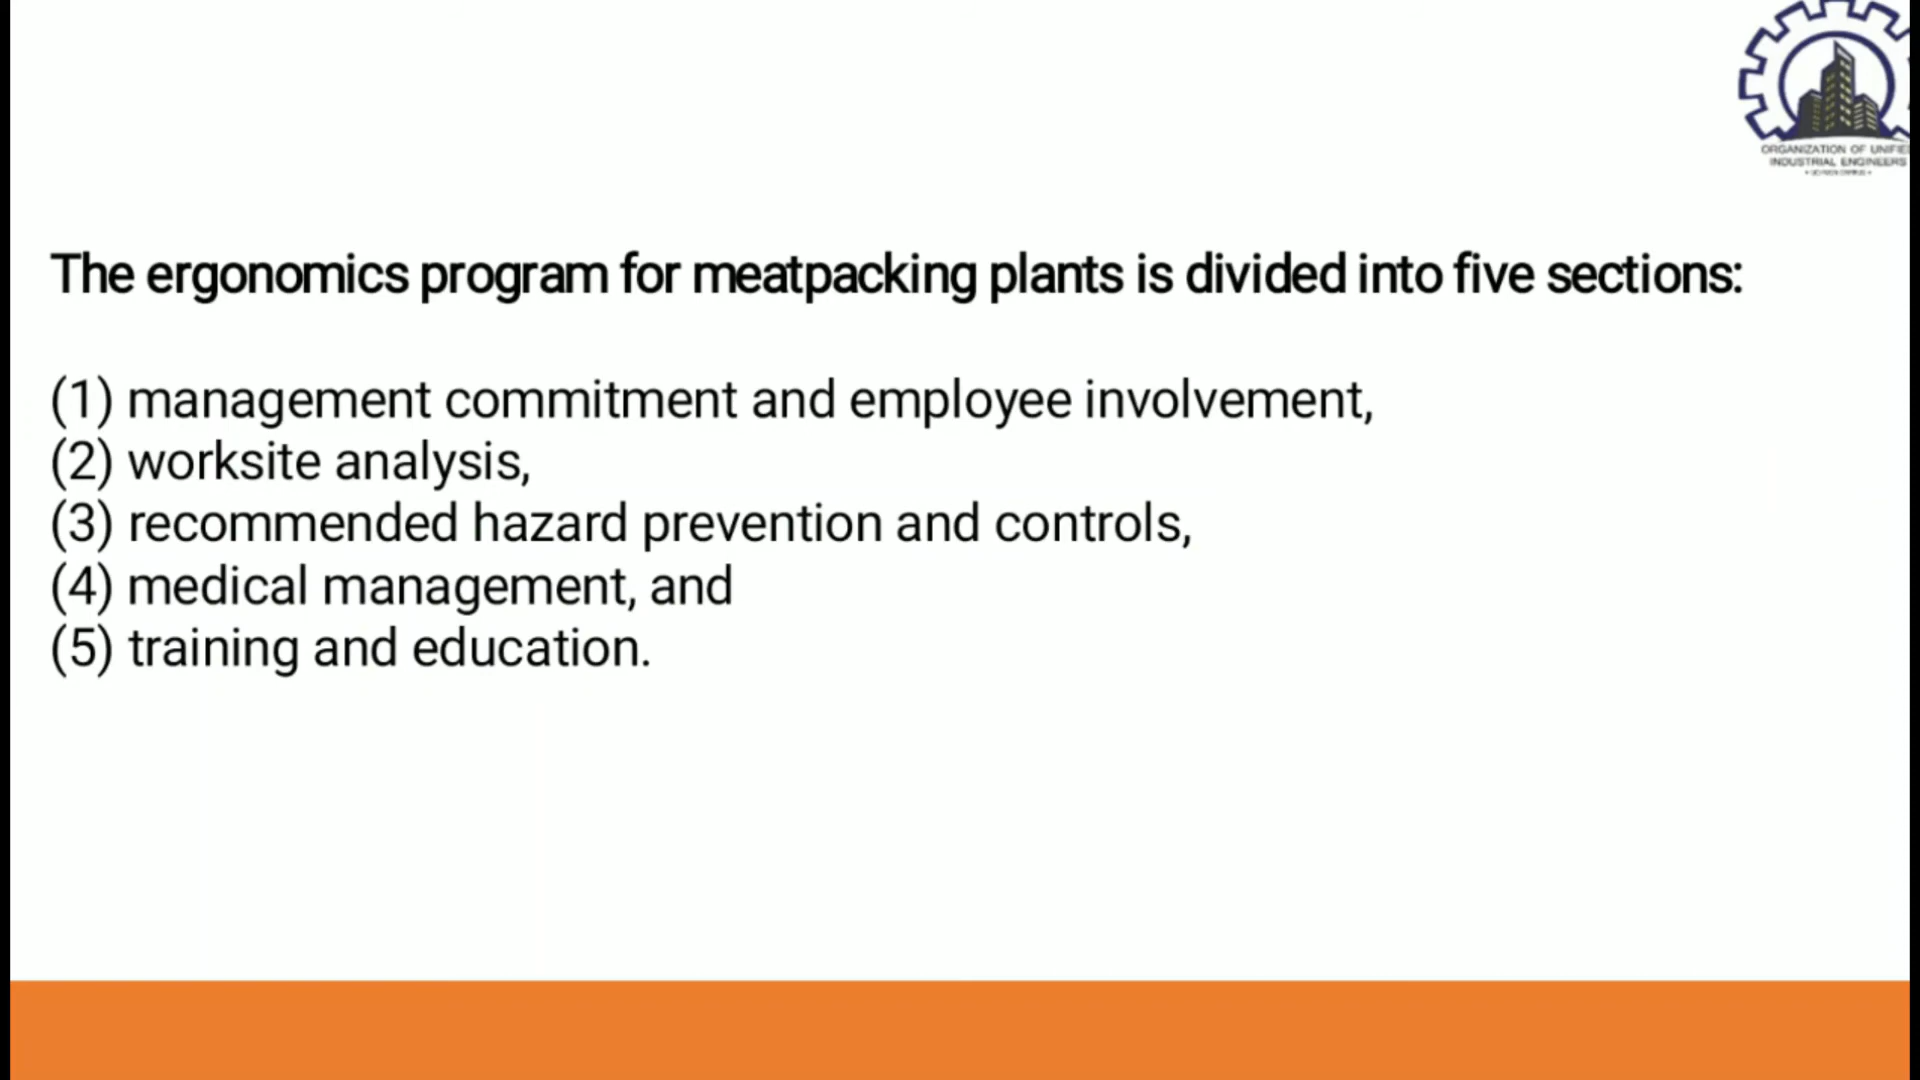 ORGANIZATION OF UNIFIE
INDUSTRIAL ENGINEERS
The ergonomics program for meatpacking plants is divided into five sections:
(1) management commitment and employee involvement,
(2) worksite analysis,
(3) recommended hazard prevention and controls,
(4) medical management, and
(5) training and education.